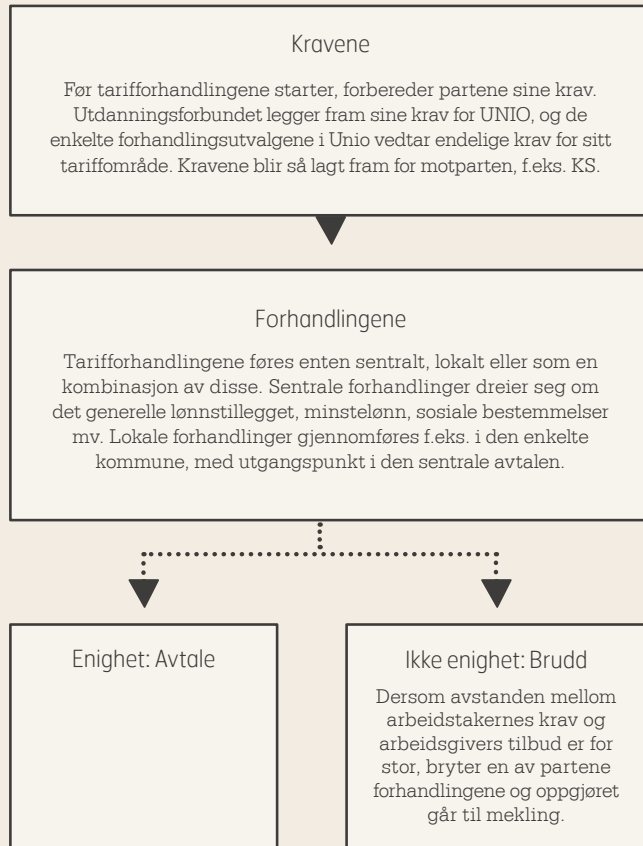 Kravene
Før tarifforhandlingene starter, forbereder partene sine krav.
Utdanningsforbundet legger fram sine krav for UNIO, og de
enkelte forhandlingsutvalgene i Unio vedtar endelige krav for sitt
tariffområde. Kravene blir så lagt fram for motparten, f.eks. KS.
Forhandlingene
Tarifforhandlingene føres enten sentralt, lokalt eller som en
kombinasjon av disse. Sentrale forhandlinger dreier seg om
det generelle lønnstillegget, minstelønn, sosiale bestemmelser
mv. Lokale forhandlinger gjennomføres f.eks. i den enkelte
kommune, med utgangspunkt i den sentrale avtalen.
Enighet: Avtale
Ikke enighet: Brudd
Dersom avstanden mellom
arbeidstakernes krav og
arbeidsgivers tilbud er for
stor, bryter en av partene
forhandlingene og oppgjøret
går til mekling.